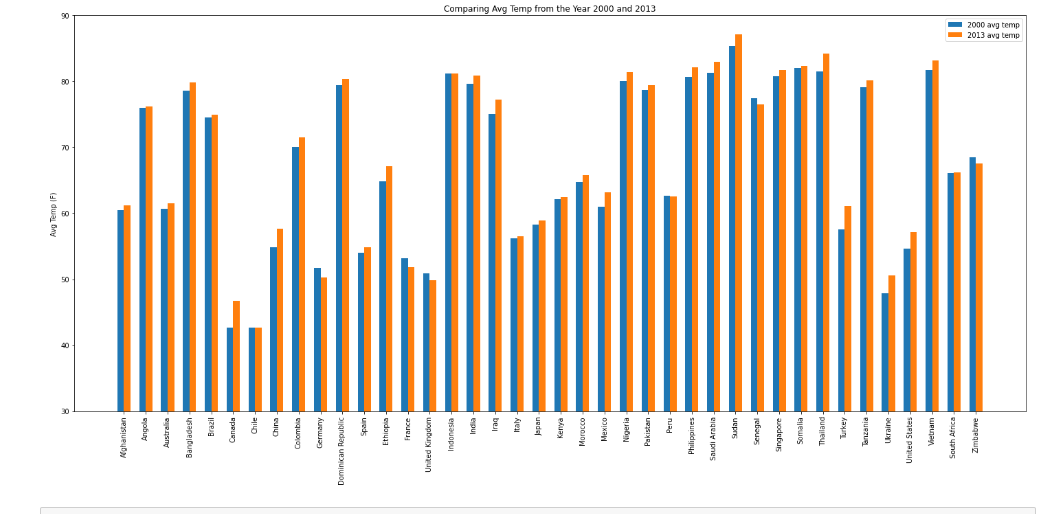 Comparing Avg Temp from the Year 2000 and 2013
2000 avg temp
2013 avg temp
Avg Temp (F)
90
80
70
60
50
40
30
Afghanistan
Angola
Australia
Bangladesh
Brazil
Canada
Chile
China
Colombia
Germany
Dominican Republic
Spain
Ethiopia
France
United Kingdom
Indonesia
India
Iraq
Italy
Japan
Kenya
Morocco
Mexico
Nigeria
Pakistan
Peru
Philippines
Saudi Arabia
Sudan
Senegal
Singapore
Somalia
Thailand
Turkey
Tanzania
Ukraine
United States
Vietnam
South Africa
Zimbabwe